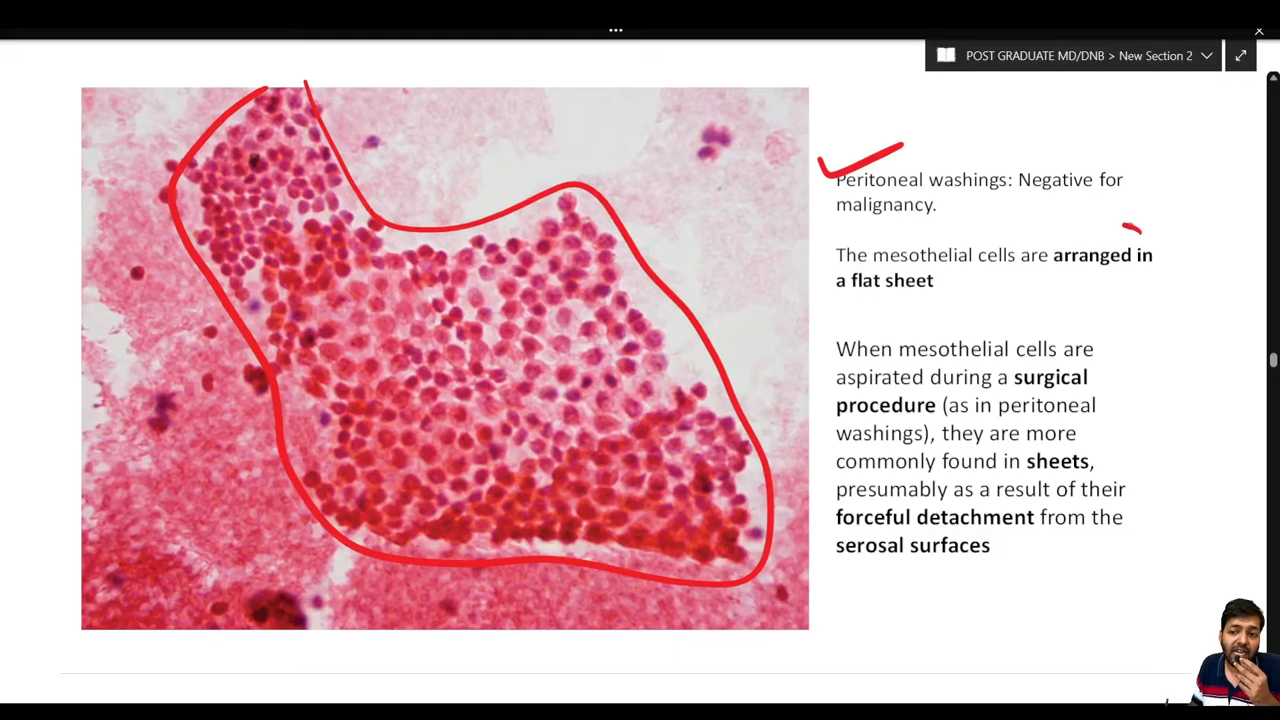 POST GRADUATE MD/DNB > New Section 2
Peritoneal washings: Negative for
malignancy.
The mesothelial cells are arranged in
a flat sheet
When mesothelial cells are
aspirated during a surgical
procedure (as in peritoneal
washings), they are more
commonly found in sheets,
presumably as a result of their
forceful detachment from the
serosal surfaces